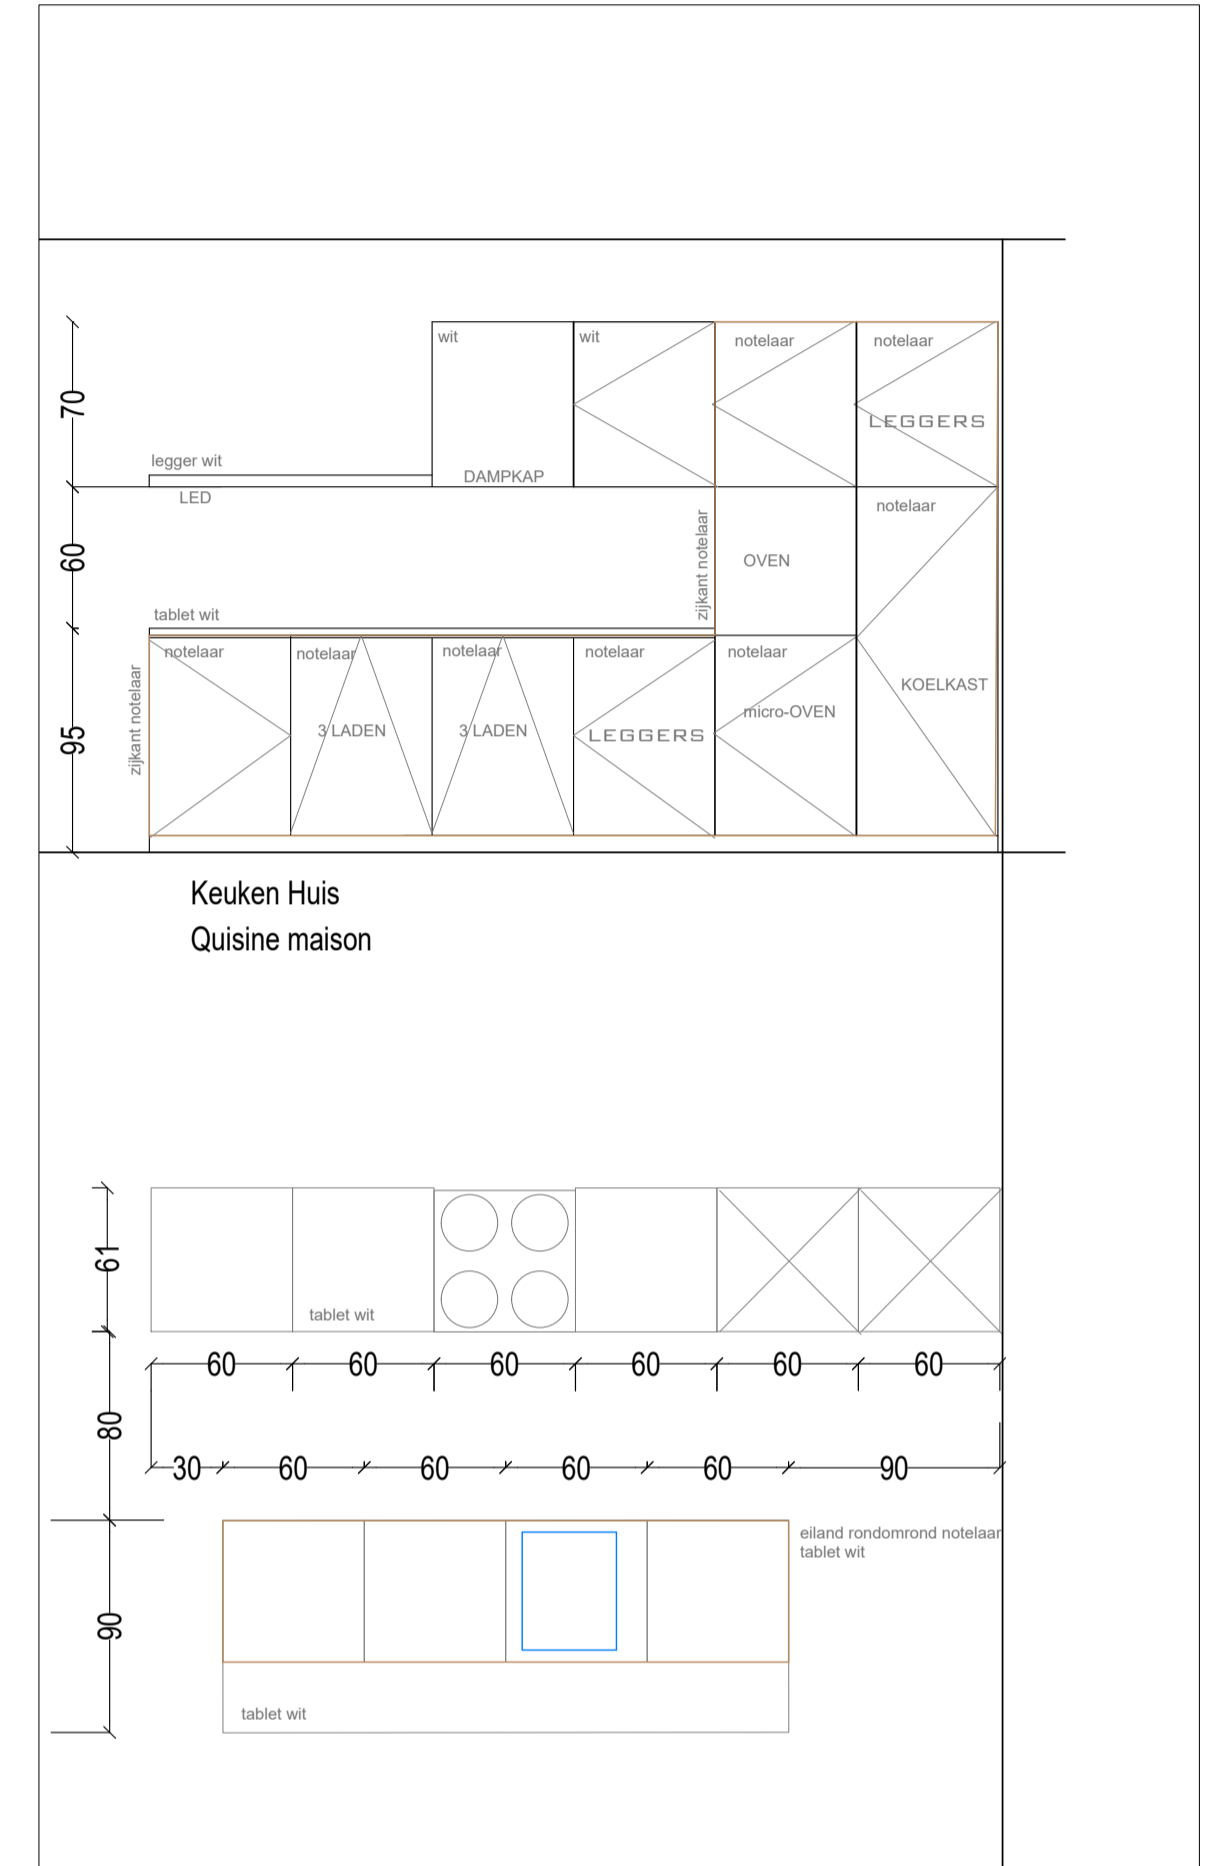 wit
wit
notelaar
notelaar
70
LEGGERS
legger wit
DAMPKAP
LED
notelaar
zijkant notelaar
60
OVEN
tablet wit
notelaar
notelaar
notelaar
notelaar
notelaar
zijkant notelaar
KOELKAST
micro-OVEN
95
3 LADEN
3 LADEN
LEGGERS
Keuken Huis
Quisine maison
61
tablet wit
60
60
60
60
60
60
80
30
60
60
60
60
90
eiland rondomrond notelaar
tablet wit
90
tablet wit